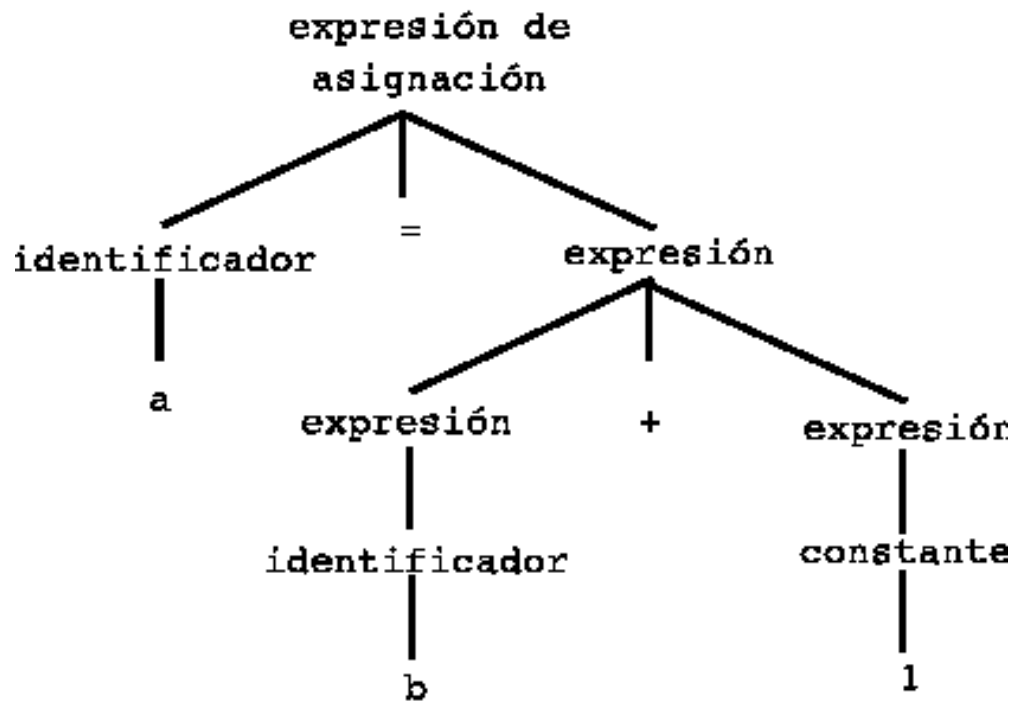 expresión de
asignación
=
identificador
expresión
a
expresión
+
expresión
identificador
constante
b
1